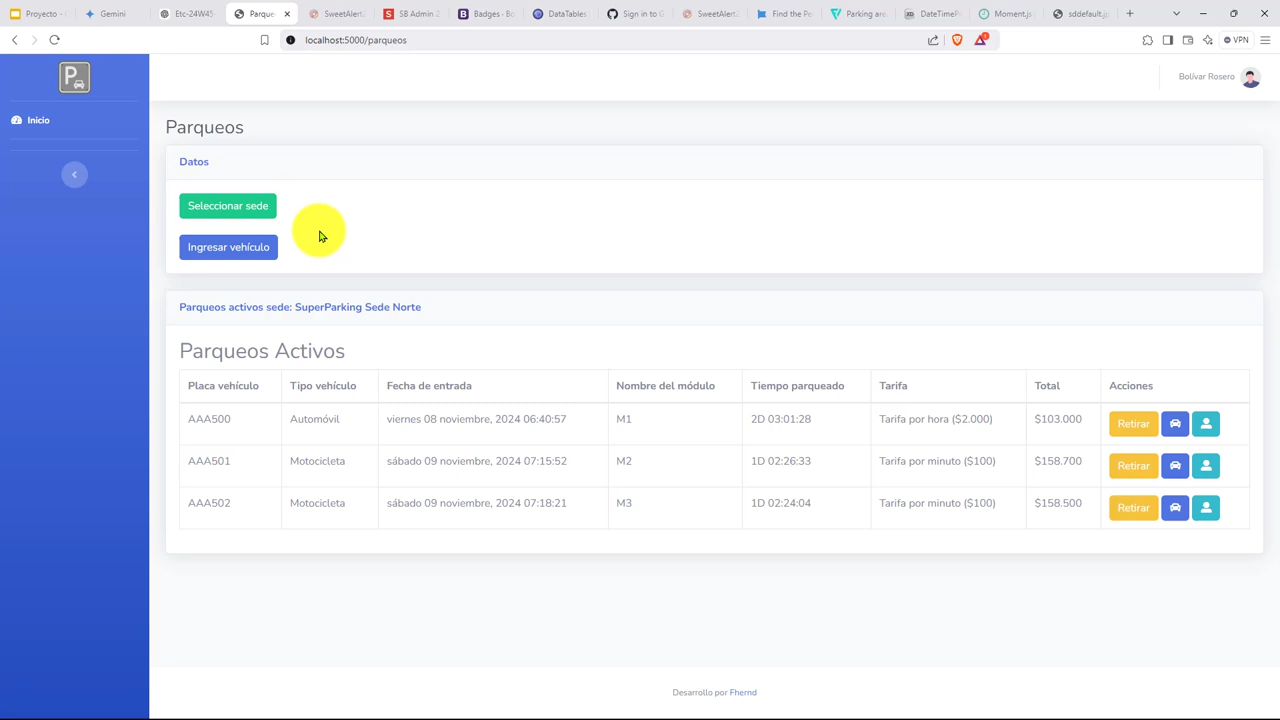 Proyecto -
Gemini
Etc-24W45
Parque
SweetAlert2
SB Admin 2
Badges - Bo
DataTables
Sign in to G
SweetAlert2
Find the Pe
Parking are
DateTimePi
Moment.js
sddefault.jp
localhost:5000/parqueos
VPN
P
Bolívar Rosero
Inicio
Parqueos
Datos
Seleccionar sede
Ingresar vehículo
Parqueos activos sede: SuperParking Sede Norte
Parqueos Activos
Placa vehículo Tipo vehículo Fecha de entrada Nombre del módulo Tiempo parqueado Tarifa Total Acciones
AAA500 Automóvil viernes 08 noviembre, 2024 06:40:57 M1 2D 03:01:28 Tarifa por hora ($2.000) $103.000 Retirar
AAA501 Motocicleta sábado 09 noviembre, 2024 07:15:52 M2 1D 02:26:33 Tarifa por minuto ($100) $158.700 Retirar
AAA502 Motocicleta sábado 09 noviembre, 2024 07:18:21 M3 1D 02:24:04 Tarifa por minuto ($100) $158.500 Retirar
Desarrollo por Fhernd